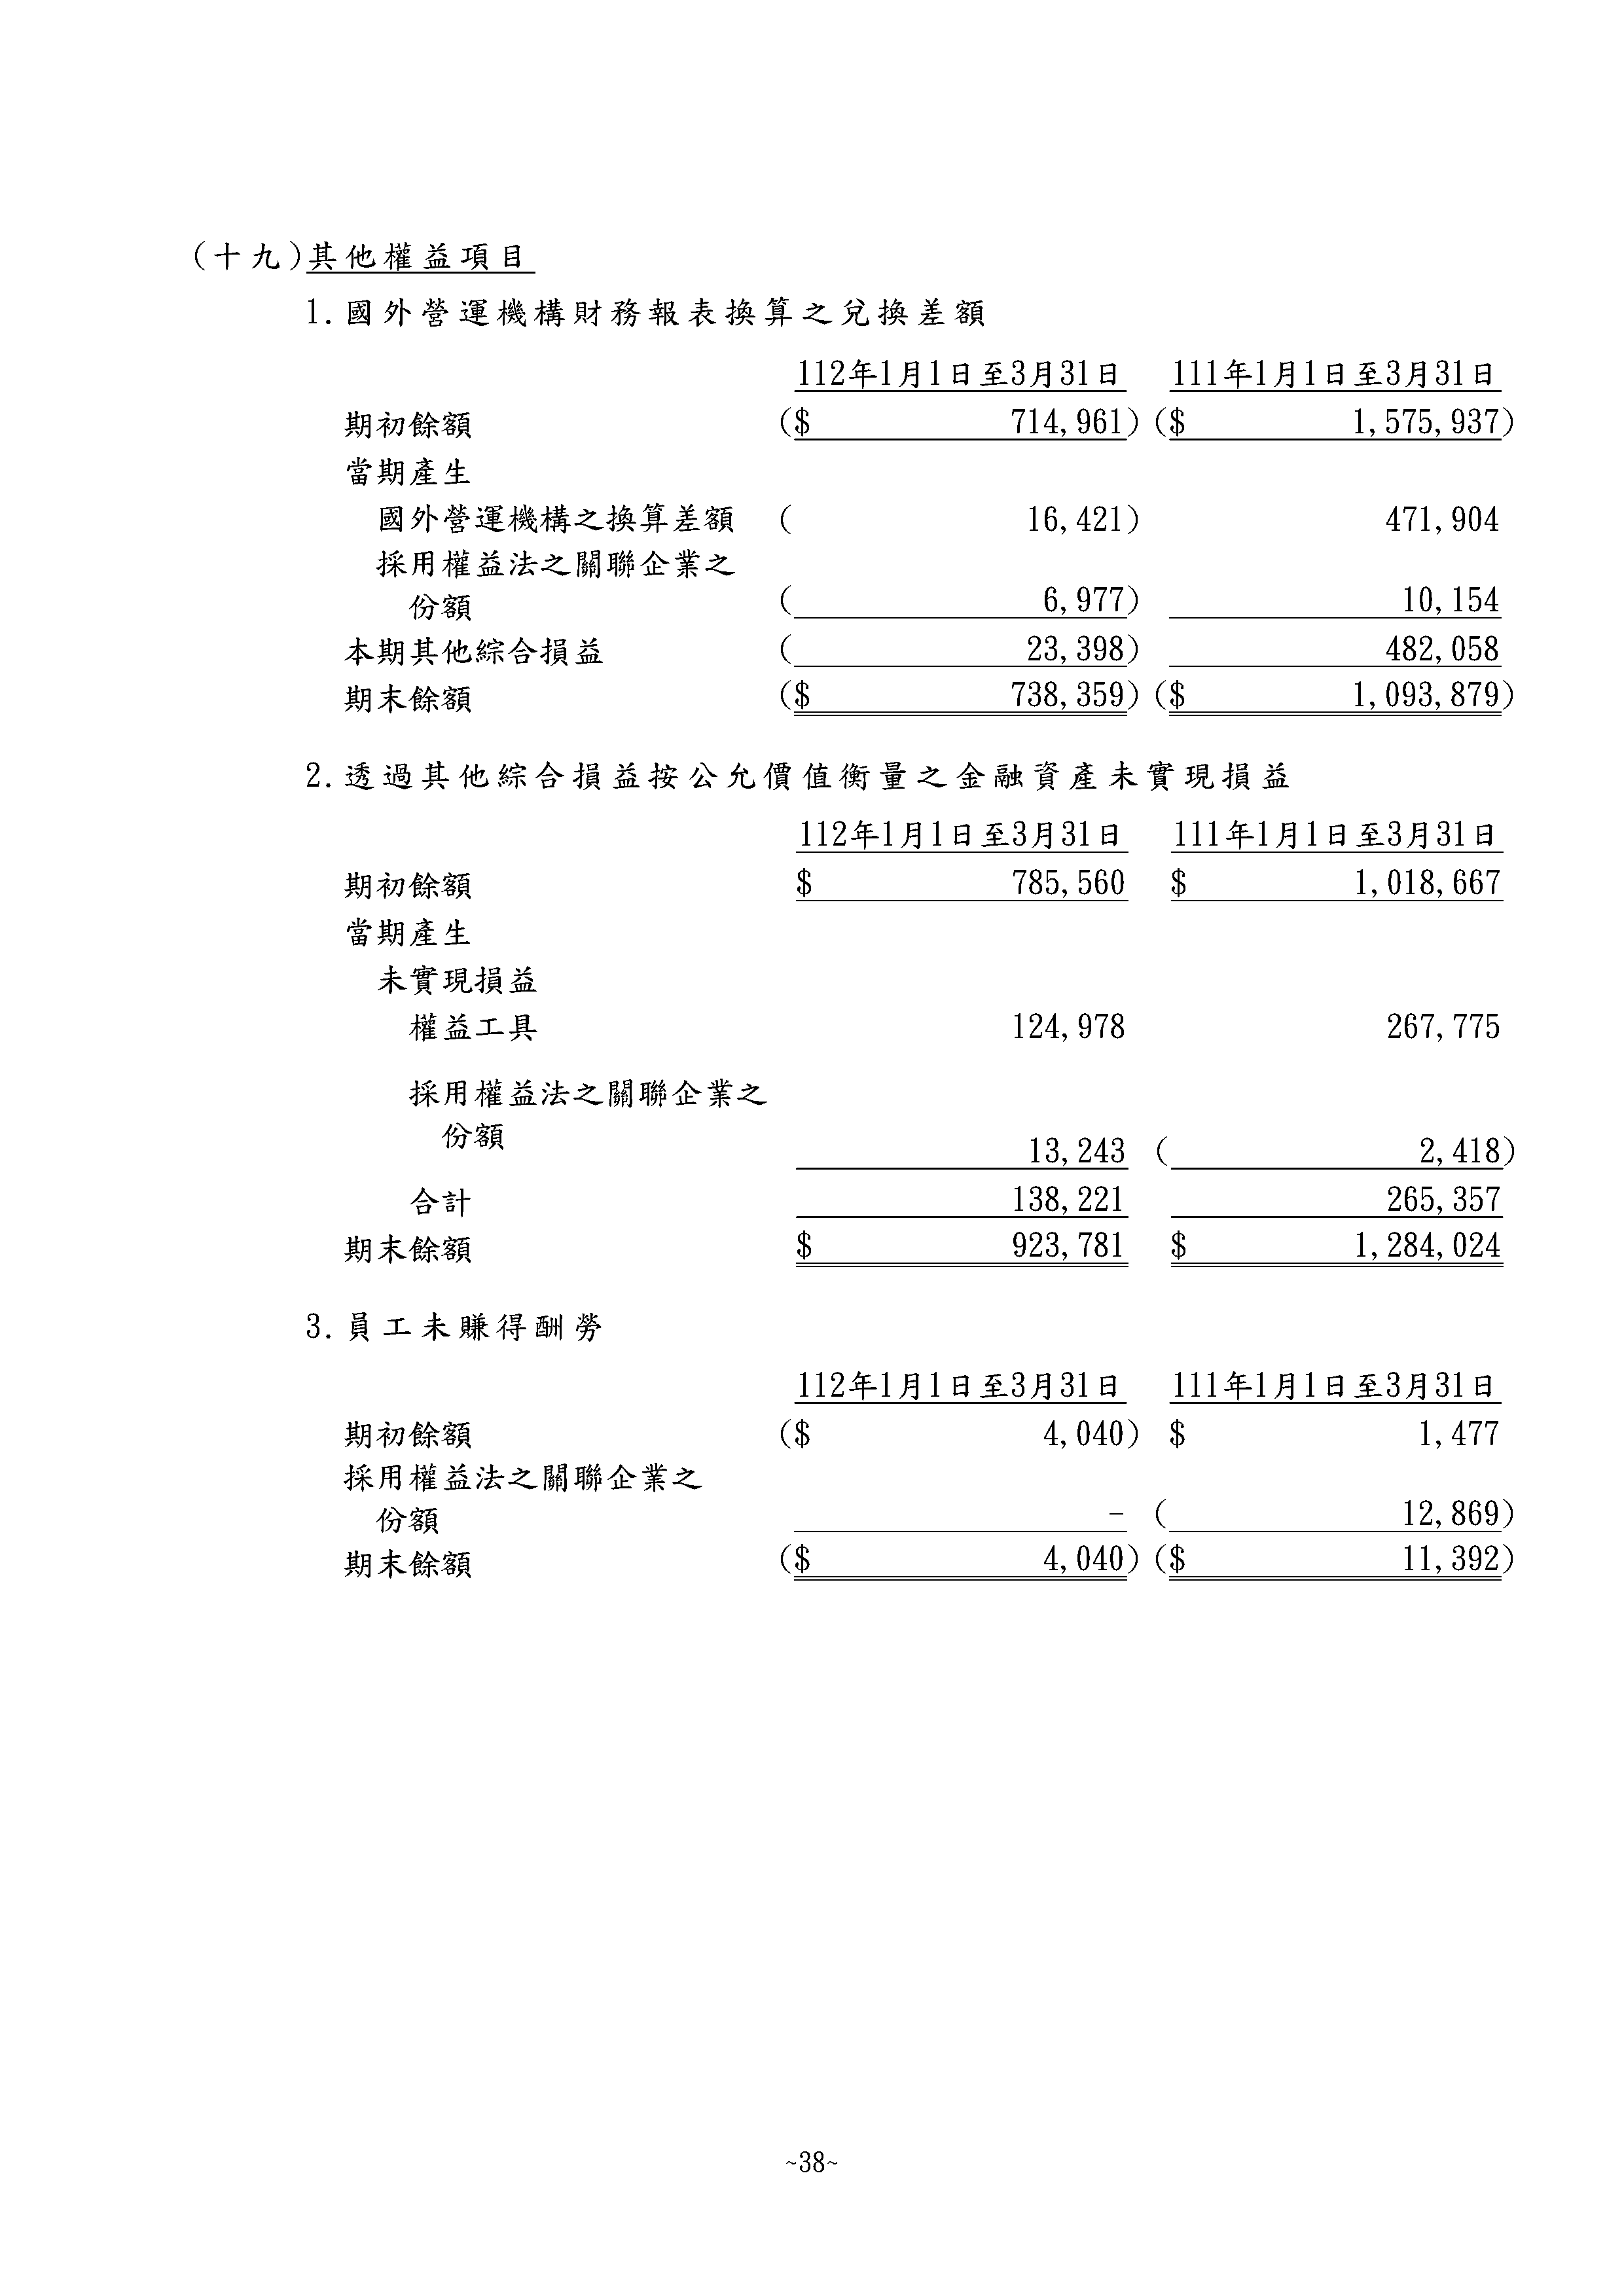 (十九)其他權益項目
1.國外營運機構財務報表換算之兌換差額
112年1月1日至3月31日 111年1月1日至3月31日
期初餘額 ($ 714,961) ($ 1,575,937)
當期產生
國外營運機構之換算差額 ( 16,421) 471,904
採用權益法之關聯企業之
份額 ( 6,977) 10,154
本期其他綜合損益 ( 23,398) 482,058
期末餘額 ($ 738,359) ($ 1,093,879)
2.透過其他綜合損益按公允價值衡量之金融資產未實現損益
112年1月1日至3月31日 111年1月1日至3月31日
期初餘額 $ 785,560 $ 1,018,667
當期產生
未實現損益
權益工具 124,978 267,775
採用權益法之關聯企業之
份額 13,243 ( 2,418)
合計 138,221 265,357
期末餘額 $ 923,781 $ 1,284,024
3.員工未賺得酬勞
112年1月1日至3月31日 111年1月1日至3月31日
期初餘額 ($ 4,040) $ 1,477
採用權益法之關聯企業之
份額 - ( 12,869)
期末餘額 ($ 4,040) ($ 11,392)
~38~